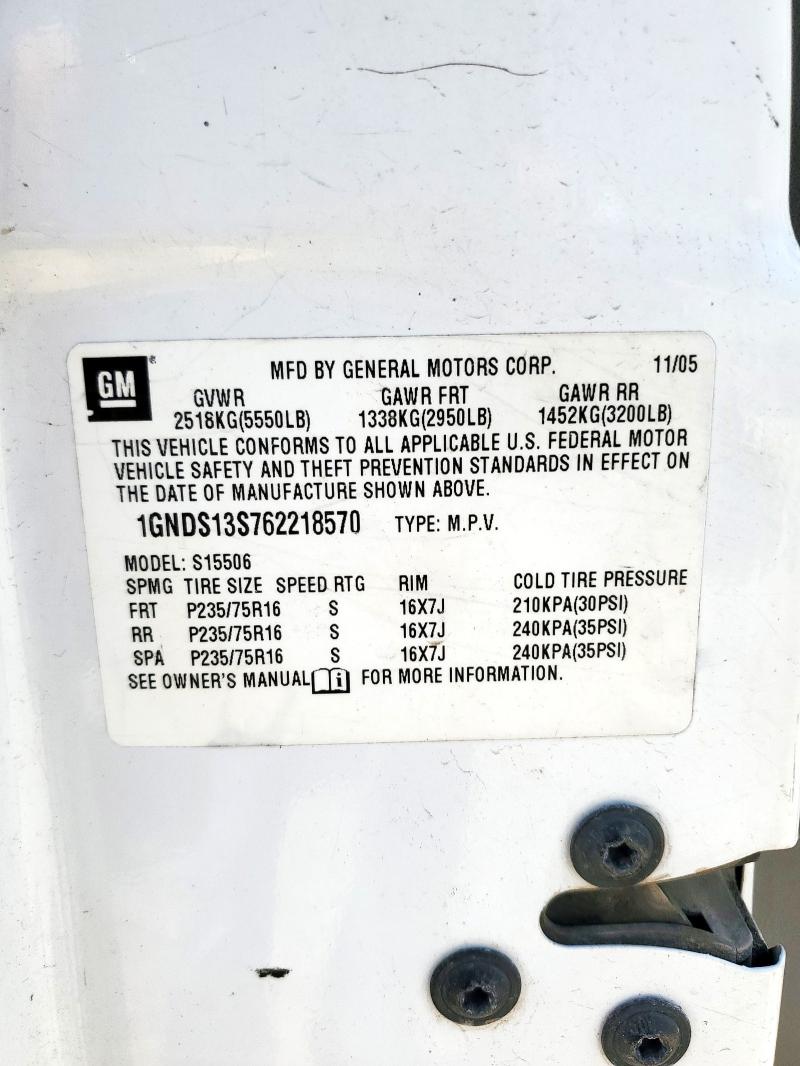 GM
MFD BY GENERAL MOTORS CORP. 11/05
GVWR GAWR FRT GAWR RR
2518KG(5550LB) 1338KG(2950LB) 1452KG(3200LB)
THIS VEHICLE CONFORMS TO ALL APPLICABLE U.S. FEDERAL MOTOR
VEHICLE SAFETY AND THEFT PREVENTION STANDARDS IN EFFECT ON
THE DATE OF MANUFACTURE SHOWN ABOVE.
1GNDS13S762218570 TYPE: M.P.V.
MODEL: S15506
SPMG TIRE SIZE SPEED RTG RIM COLD TIRE PRESSURE
FRT P235/75R16 S 16X7J 210KPA(30PSI)
RR P235/75R16 S 16X7J 240KPA(35PSI)
SPA P235/75R16 S 16X7J 240KPA(35PSI)
SEE OWNER'S MANUAL i FOR MORE INFORMATION.